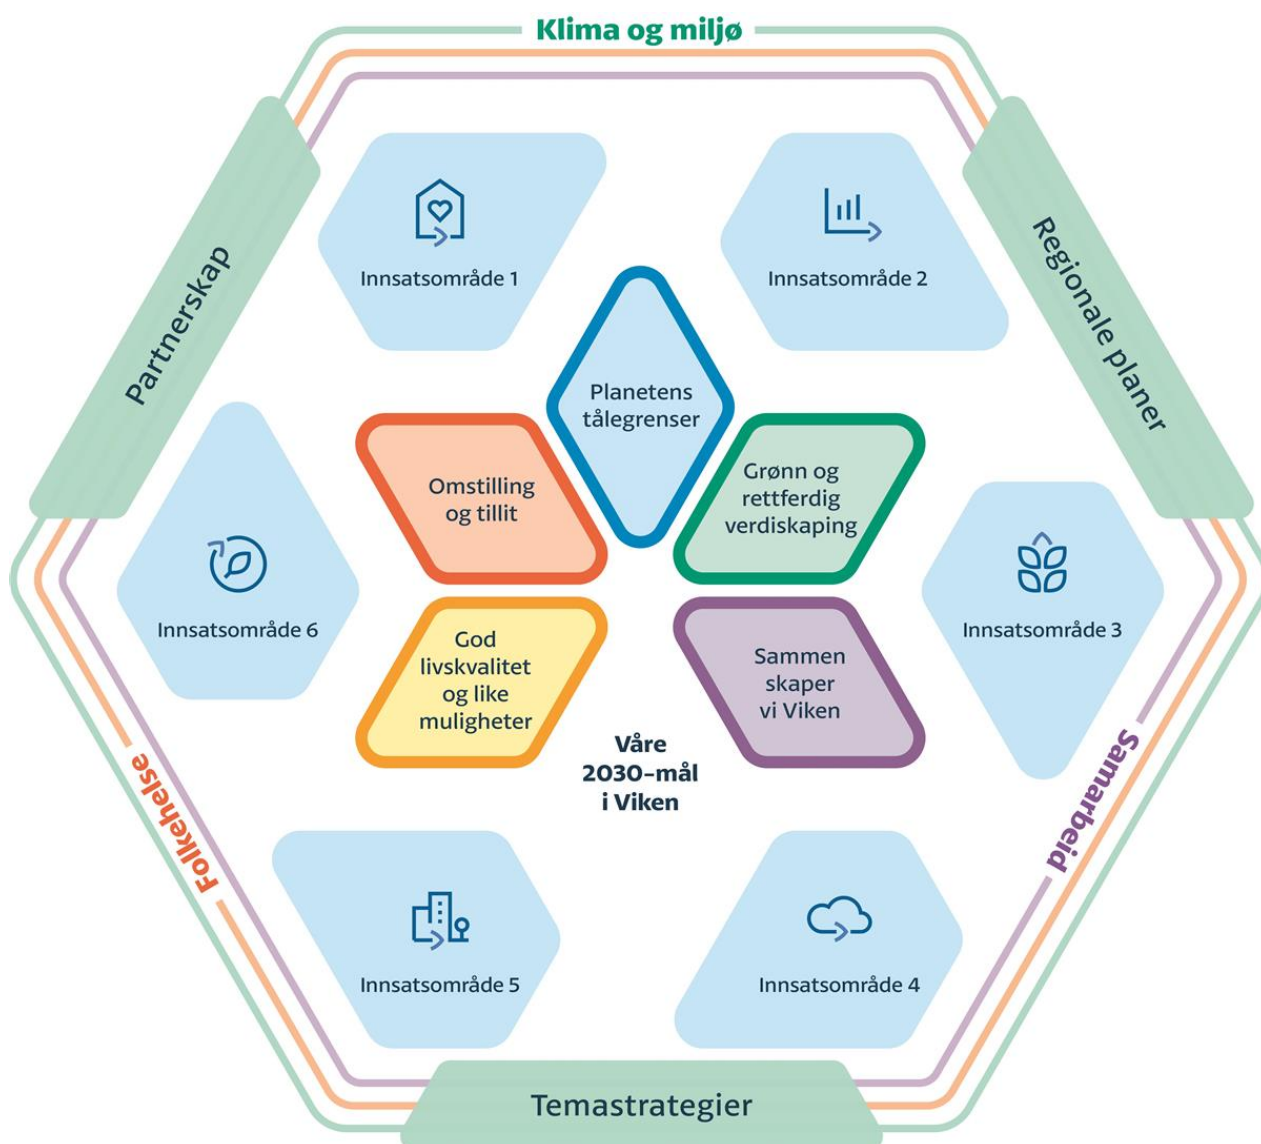 Klima og miljø
Partnerskap
Regionale planer
Innsatsområde 1
Innsatsområde 2
Planetens
tålegrenser
Omstilling
og tillit
Grønn og
rettferdig
verdiskaping
Innsatsområde 6
Innsatsområde 3
God
livskvalitet
og like
muligheter
Sammen
skaper
vi Viken
Våre
2030-mål
i Viken
Folkehelse
Samarbeid
Innsatsområde 5
Innsatsområde 4
Temastrategier